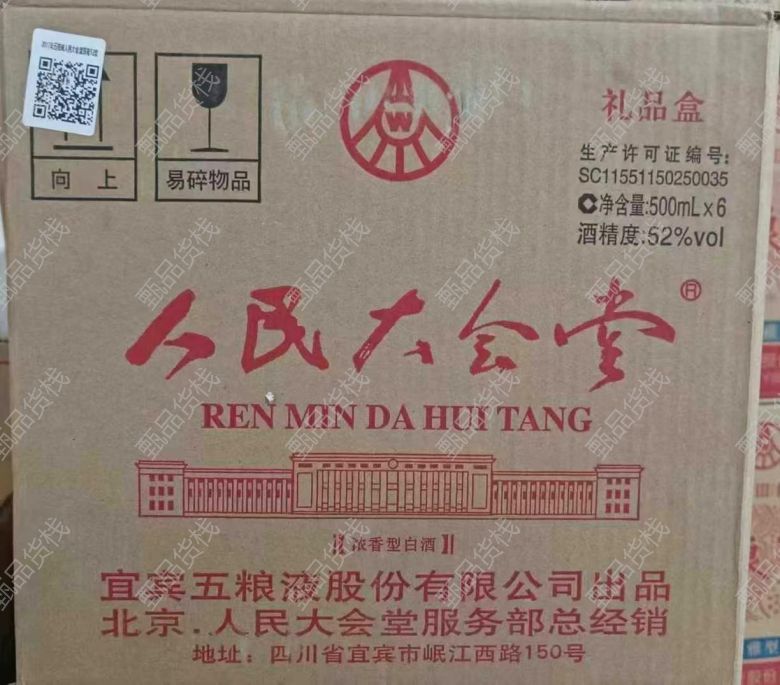 向 上
易碎物品
W
礼品盒
生产许可证编号:
SC11551150250035
净含量:500mL×6
酒精度:52%vol
人民大会堂®
REN MIN DA HUI TANG
浓香型白酒
宜宾五粮液股份有限公司出品
北京.人民大会堂服务部总经销
地址:四川省宜宾市岷江西路150号
甄品货栈